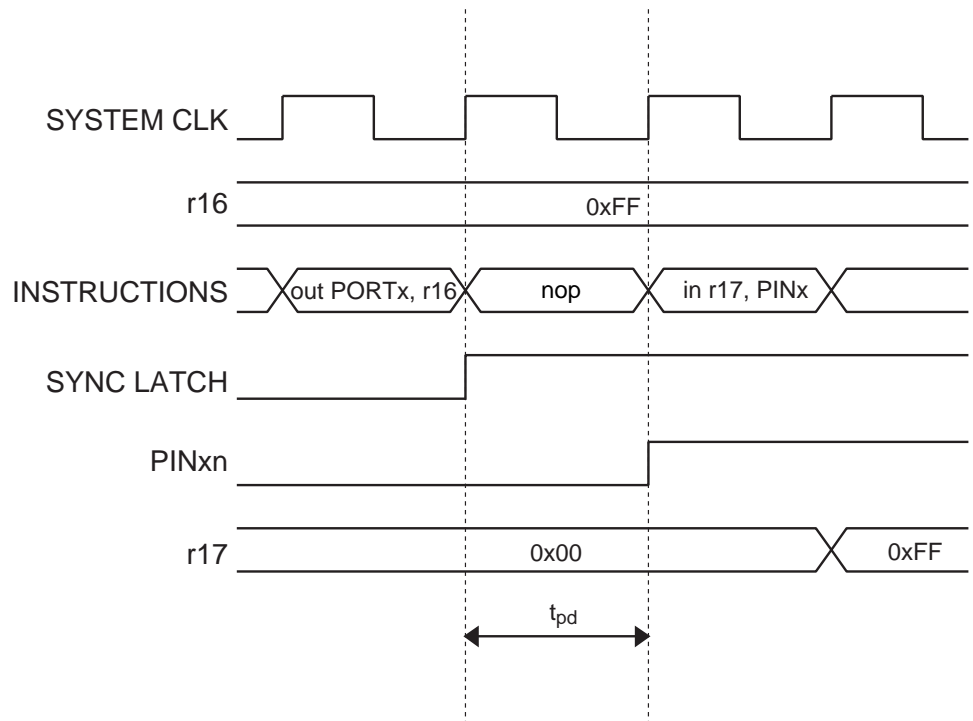 SYSTEM CLK
r16
0xFF
INSTRUCTIONS
out PORTx, r16
nop
in r17, PINx
SYNC LATCH
PINxn
r17
0x00
0xFF
tpd